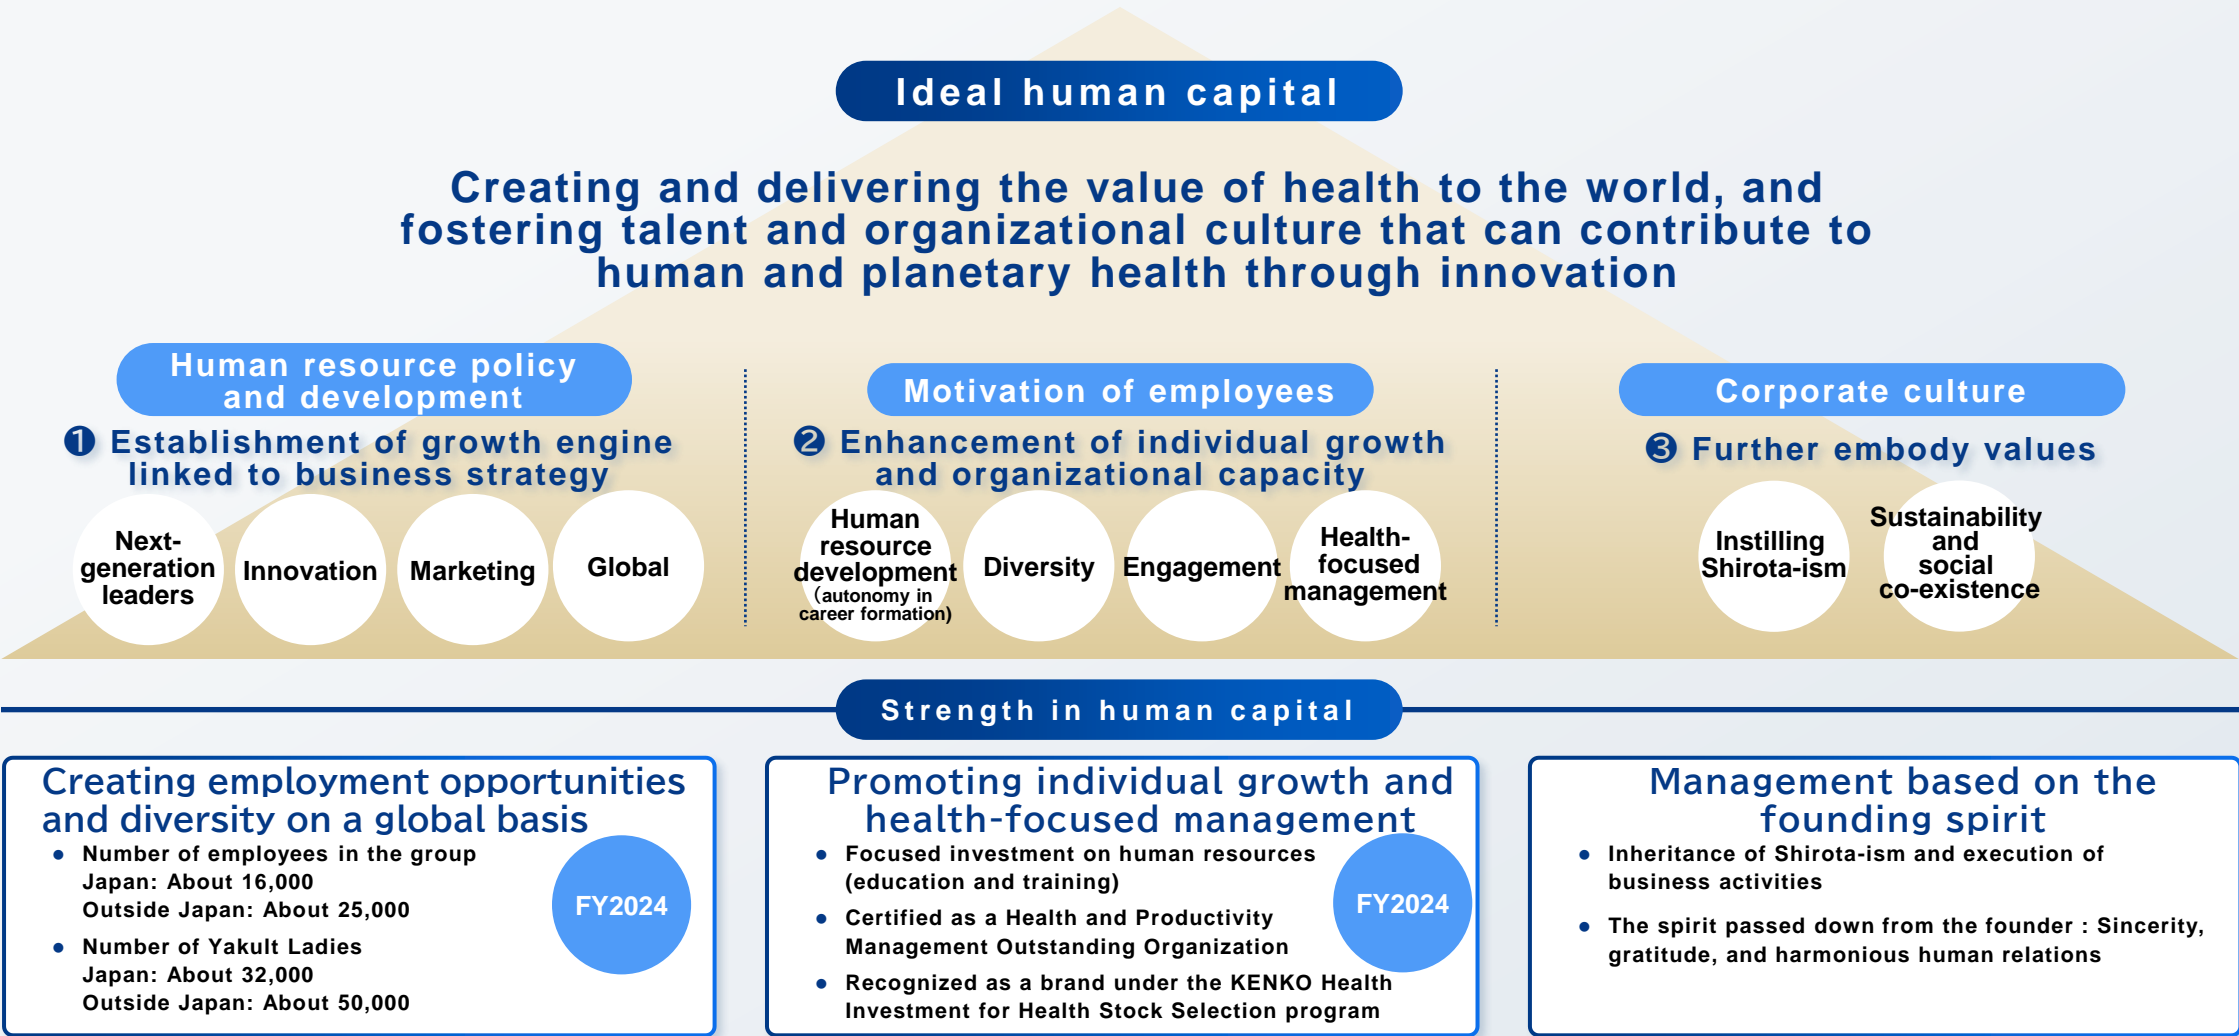 Ideal human capital
Creating and delivering the value of health to the world, and
fostering talent and organizational culture that can contribute to
human and planetary health through innovation
Human resource policy
and development
❶ Establishment of growth engine
linked to business strategy
Next-
generation
leaders
Innovation
Marketing
Global
Motivation of employees
❷ Enhancement of individual growth
and organizational capacity
Human
resource
development
(autonomy in
career formation)
Diversity
Engagement
Health-
focused
management
Corporate culture
❸ Further embody values
Instilling
Shirota-ism
Sustainability
and
social
co-existence
Strength in human capital
Creating employment opportunities
and diversity on a global basis
● Number of employees in the group
Japan: About 16,000
Outside Japan: About 25,000
● Number of Yakult Ladies
Japan: About 32,000
Outside Japan: About 50,000
FY2024
Promoting individual growth and
health-focused management
● Focused investment on human resources
(education and training)
● Certified as a Health and Productivity
Management Outstanding Organization
● Recognized as a brand under the KENKO Health
Investment for Health Stock Selection program
FY2024
Management based on the
founding spirit
● Inheritance of Shirota-ism and execution of
business activities
● The spirit passed down from the founder : Sincerity,
gratitude, and harmonious human relations